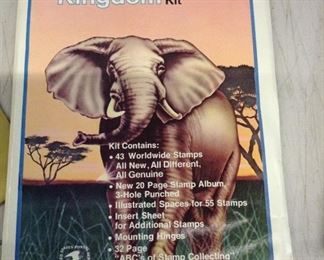 Kingdom Kit
Kit Contains:
• 43 Worldwide Stamps
All New, All Different,
All Genuine
• New 20 Page Stamp Album,
3-Hole Punched
Illustrated Spaces for 55 Stamps
• Insert Sheet
for Additional Stamps
• Mounting Hinges
• 32 Page
"ABC's of Stamp Collecting"